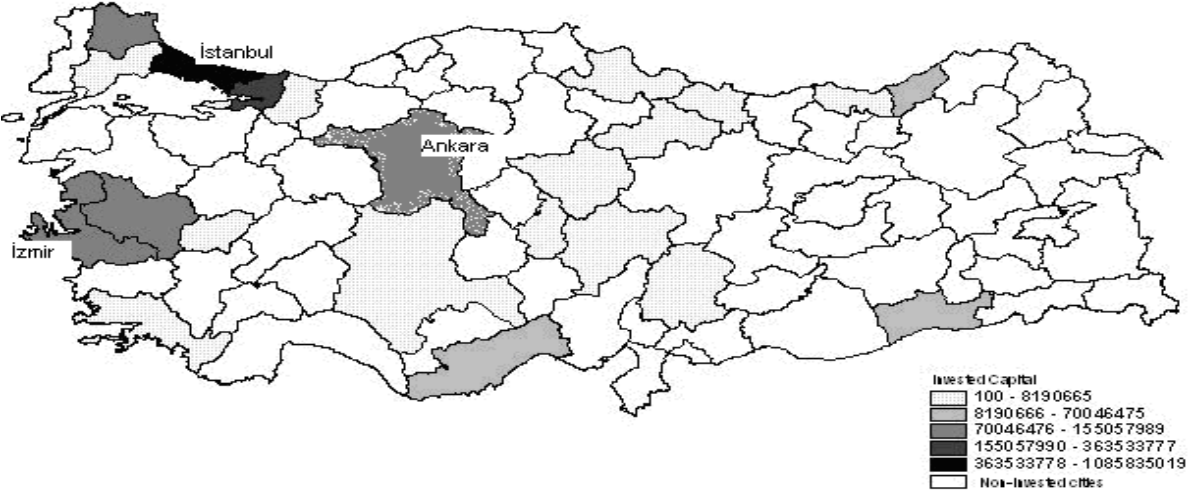 İstanbul
Ankara
İzmir
Invested Capital
100 - 8190665
8190666 - 70046475
70046476 - 155057989
155057990 - 363533777
363533778 - 1085835019
Non-Invested cities